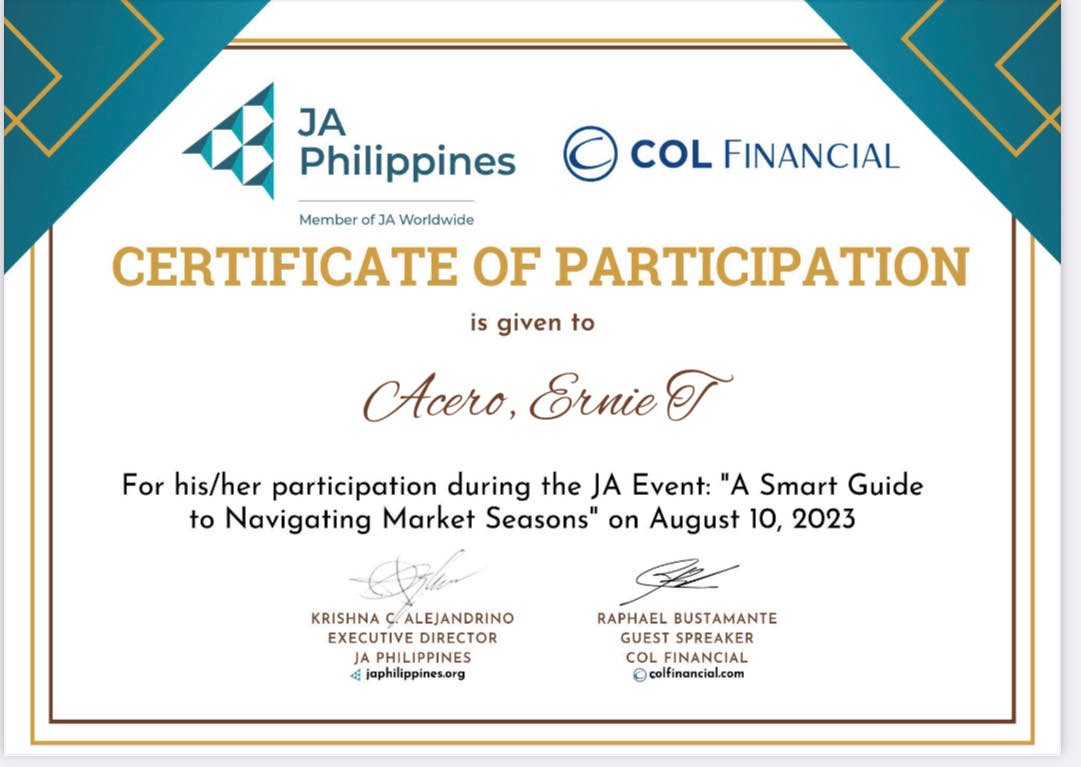 JA
Philippines
Member of JA Worldwide
COL FINANCIAL
CERTIFICATE OF PARTICIPATION
is given to
Acero, Ernie T
For his/her participation during the JA Event: "A Smart Guide
to Navigating Market Seasons" on August 10, 2023
KRISHNA C. ALEJANDRINO
EXECUTIVE DIRECTOR
JA PHILIPPINES
japhilippines.org
RAPHAEL BUSTAMANTE
GUEST SPREAKER
COL FINANCIAL
colfinancial.com